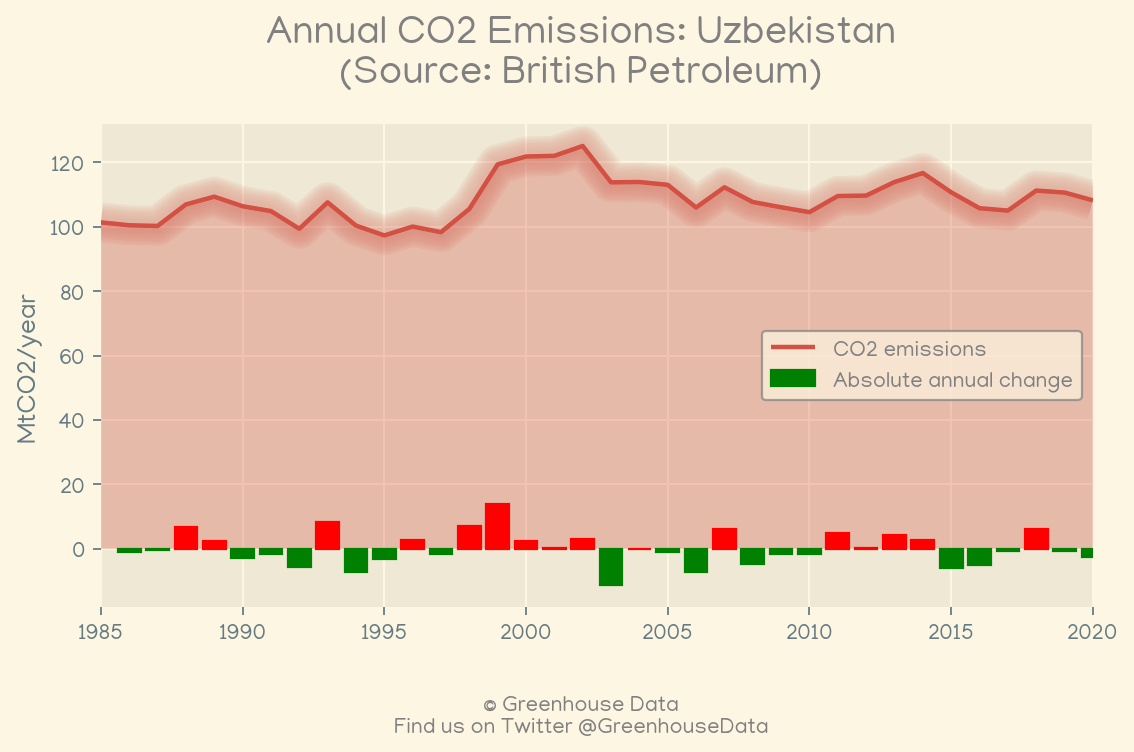 Annual CO2 Emissions: Uzbekistan
(Source: British Petroleum)
MtCO2/year
120
100
80
60
40
20
0
CO2 emissions
Absolute annual change
1985 1990 1995 2000 2005 2010 2015 2020
© Greenhouse Data
Find us on Twitter @GreenhouseData